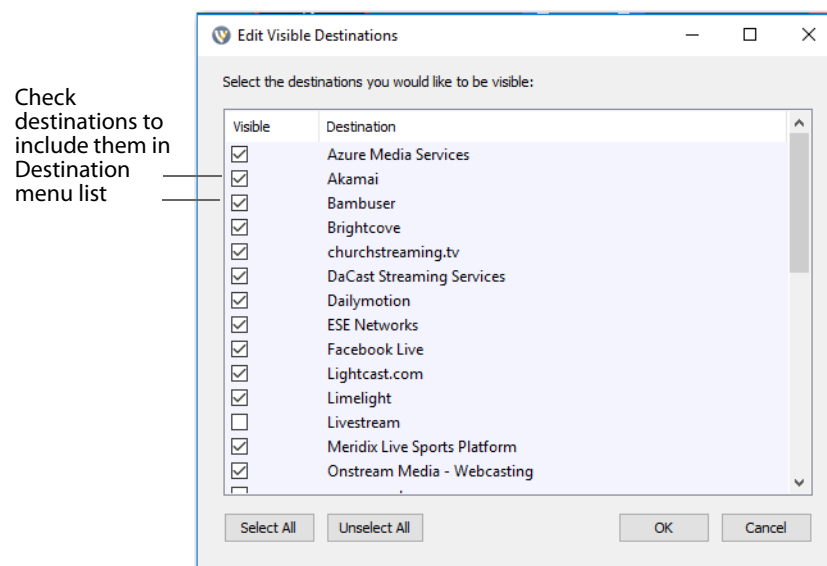 Edit Visible Destinations
Select the destinations you would like to be visible:
Check
destinations to
include them in
Destination
menu list
Visible Destination
Azure Media Services
Akamai
Bambuser
Brightcove
churchstreaming.tv
DaCast Streaming Services
Dailymotion
ESE Networks
Facebook Live
Lightcast.com
Limelight
Livestream
Meridix Live Sports Platform
Onstream Media - Webcasting
Select All Unselect All OK Cancel